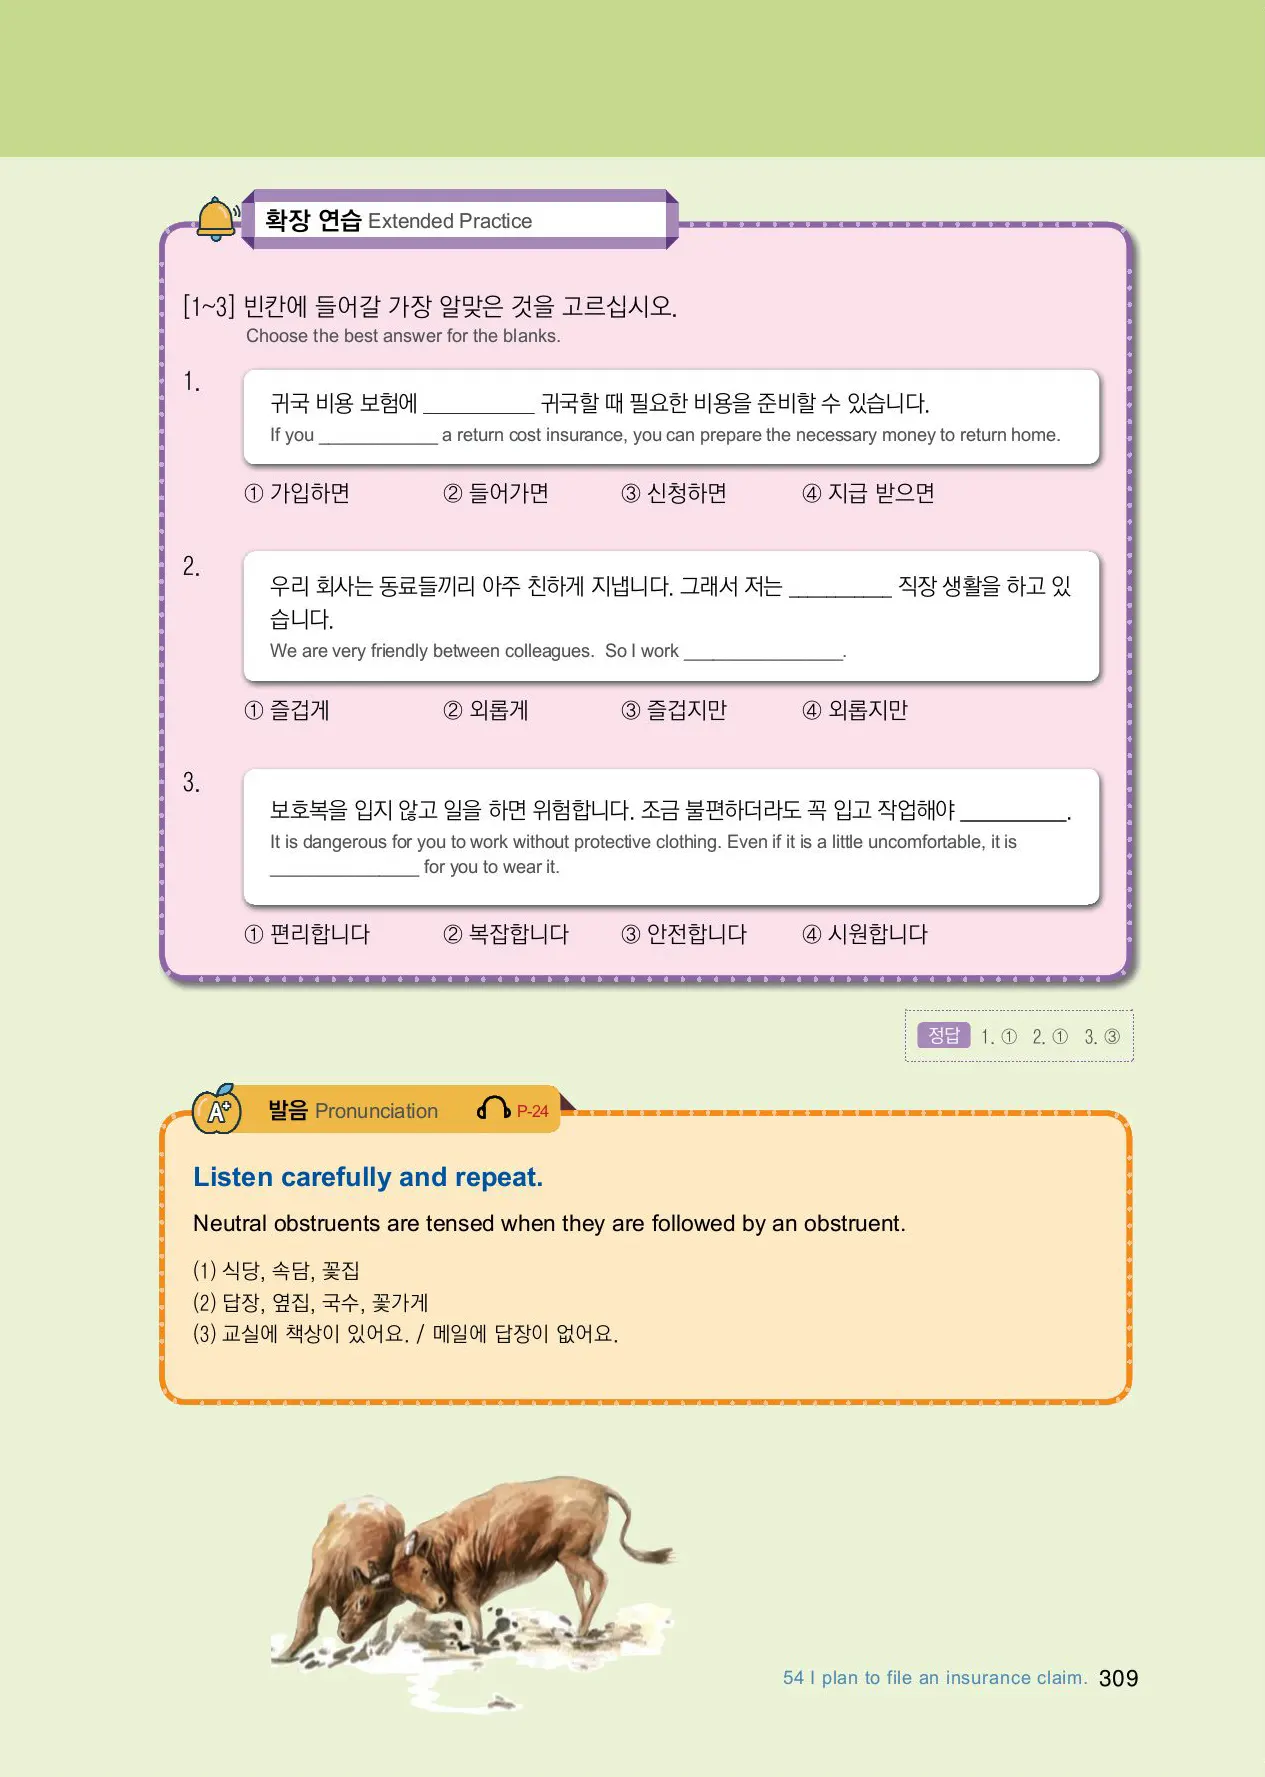 확장 연습 Extended Practice
[1~3] 빈칸에 들어갈 가장 알맞은 것을 고르십시오.
Choose the best answer for the blanks.
1.
귀국 비용 보험에 __________ 귀국할 때 필요한 비용을 준비할 수 있습니다.
If you ____________ a return cost insurance, you can prepare the necessary money to return home.
① 가입하면 ② 들어가면 ③ 신청하면 ④ 지급 받으면
2.
우리 회사는 동료들끼리 아주 친하게 지냅니다. 그래서 저는 __________ 직장 생활을 하고 있
습니다.
We are very friendly between colleagues. So I work ________________.
① 즐겁게 ② 외롭게 ③ 즐겁지만 ④ 외롭지만
3.
보호복을 입지 않고 일을 하면 위험합니다. 조금 불편하더라도 꼭 입고 작업해야 __________.
It is dangerous for you to work without protective clothing. Even if it is a little uncomfortable, it is
_______________ for you to wear it.
① 편리합니다 ② 복잡합니다 ③ 안전합니다 ④ 시원합니다
정답 1. ① 2. ① 3. ③
A+ 발음 Pronunciation P-24
Listen carefully and repeat.
Neutral obstruents are tensed when they are followed by an obstruent.
(1) 식당, 속담, 꽃집
(2) 답장, 옆집, 국수, 꽃가게
(3) 교실에 책상이 있어요. / 메일에 답장이 없어요.
54 I plan to file an insurance claim. 309